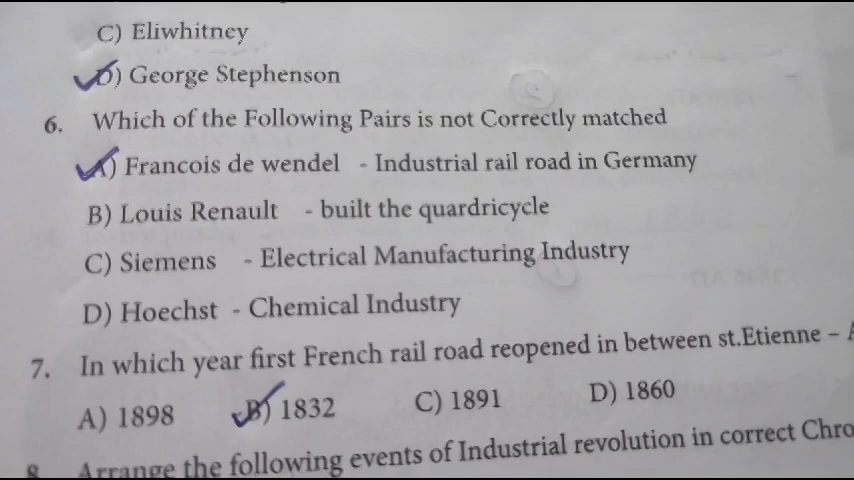 C) Eliwhitney
D) George Stephenson
6. Which of the Following Pairs is not Correctly matched
A) Francois de wendel - Industrial rail road in Germany
B) Louis Renault - built the quardricycle
C) Siemens - Electrical Manufacturing Industry
D) Hoechst - Chemical Industry
7. In which year first French rail road reopened in between st.Etienne –
A) 1898 B) 1832 C) 1891 D) 1860
8. Arrange the following events of Industrial revolution in correct Chro